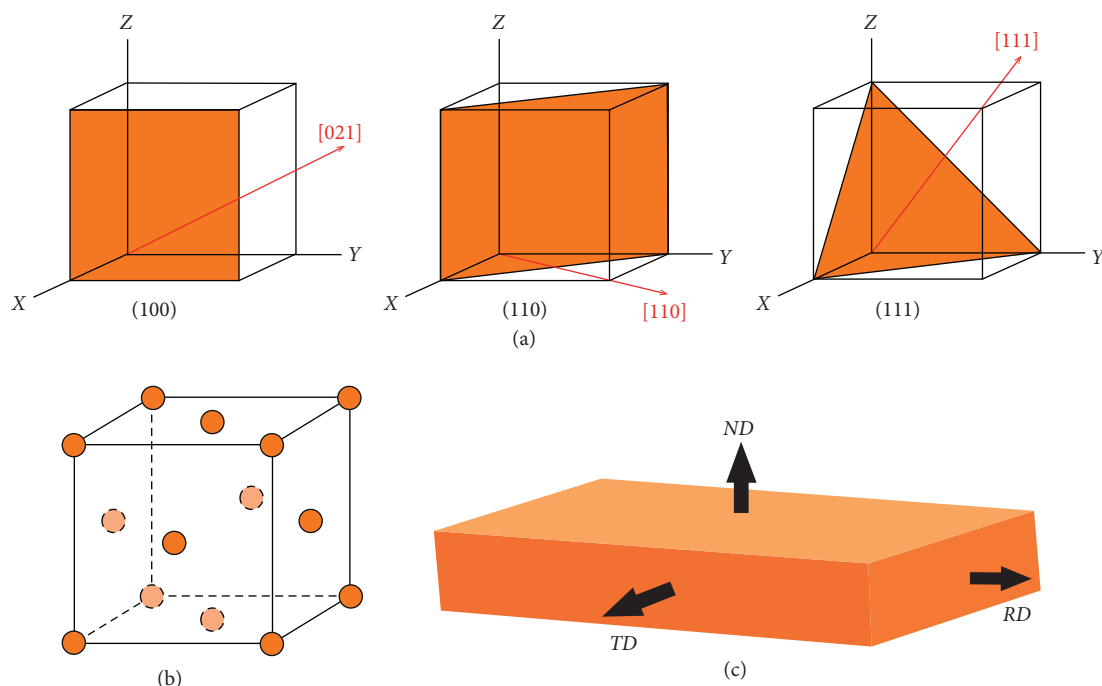 Z
Z
Z
[111]
[021]
Y
Y
Y
X
X
X
(100)
(110)
[110]
(111)
(a)
ND
TD
RD
(b)
(c)